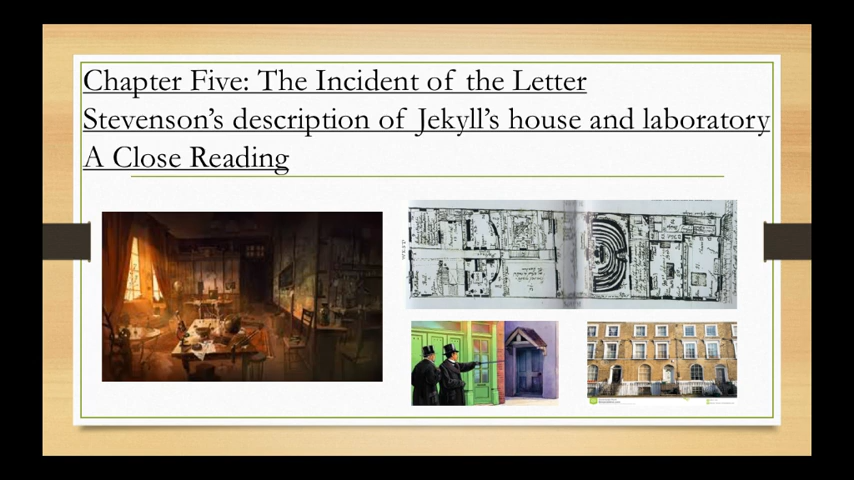 Chapter Five: The Incident of the Letter
Stevenson’s description of Jekyll’s house and laboratory
A Close Reading